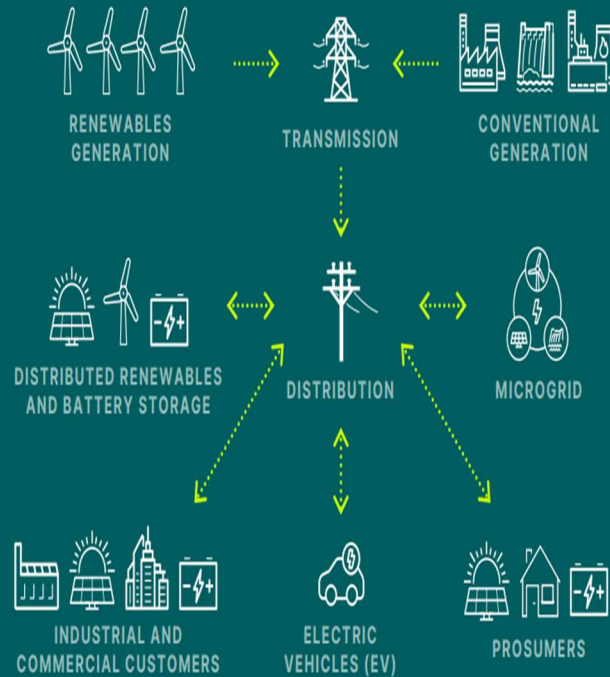 RENEWABLES
GENERATION
TRANSMISSION
CONVENTIONAL
GENERATION
DISTRIBUTED RENEWABLES
AND BATTERY STORAGE
DISTRIBUTION
MICROGRID
INDUSTRIAL AND
COMMERCIAL CUSTOMERS
ELECTRIC
VEHICLES (EV)
PROSUMERS